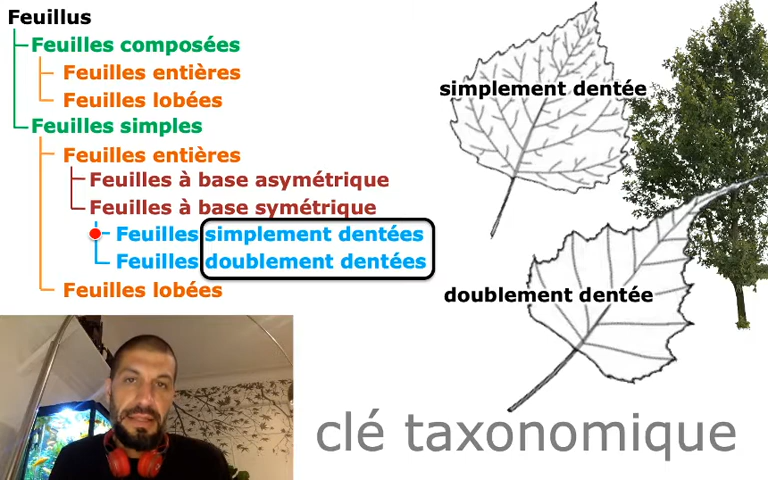 Feuillus
Feuilles composées
Feuilles entières
Feuilles lobées
Feuilles simples
Feuilles entières
Feuilles à base asymétrique
Feuilles à base symétrique
Feuilles simplement dentées
Feuilles doublement dentées
Feuilles lobées
simplement dentée
doublement dentée
clé taxonomique